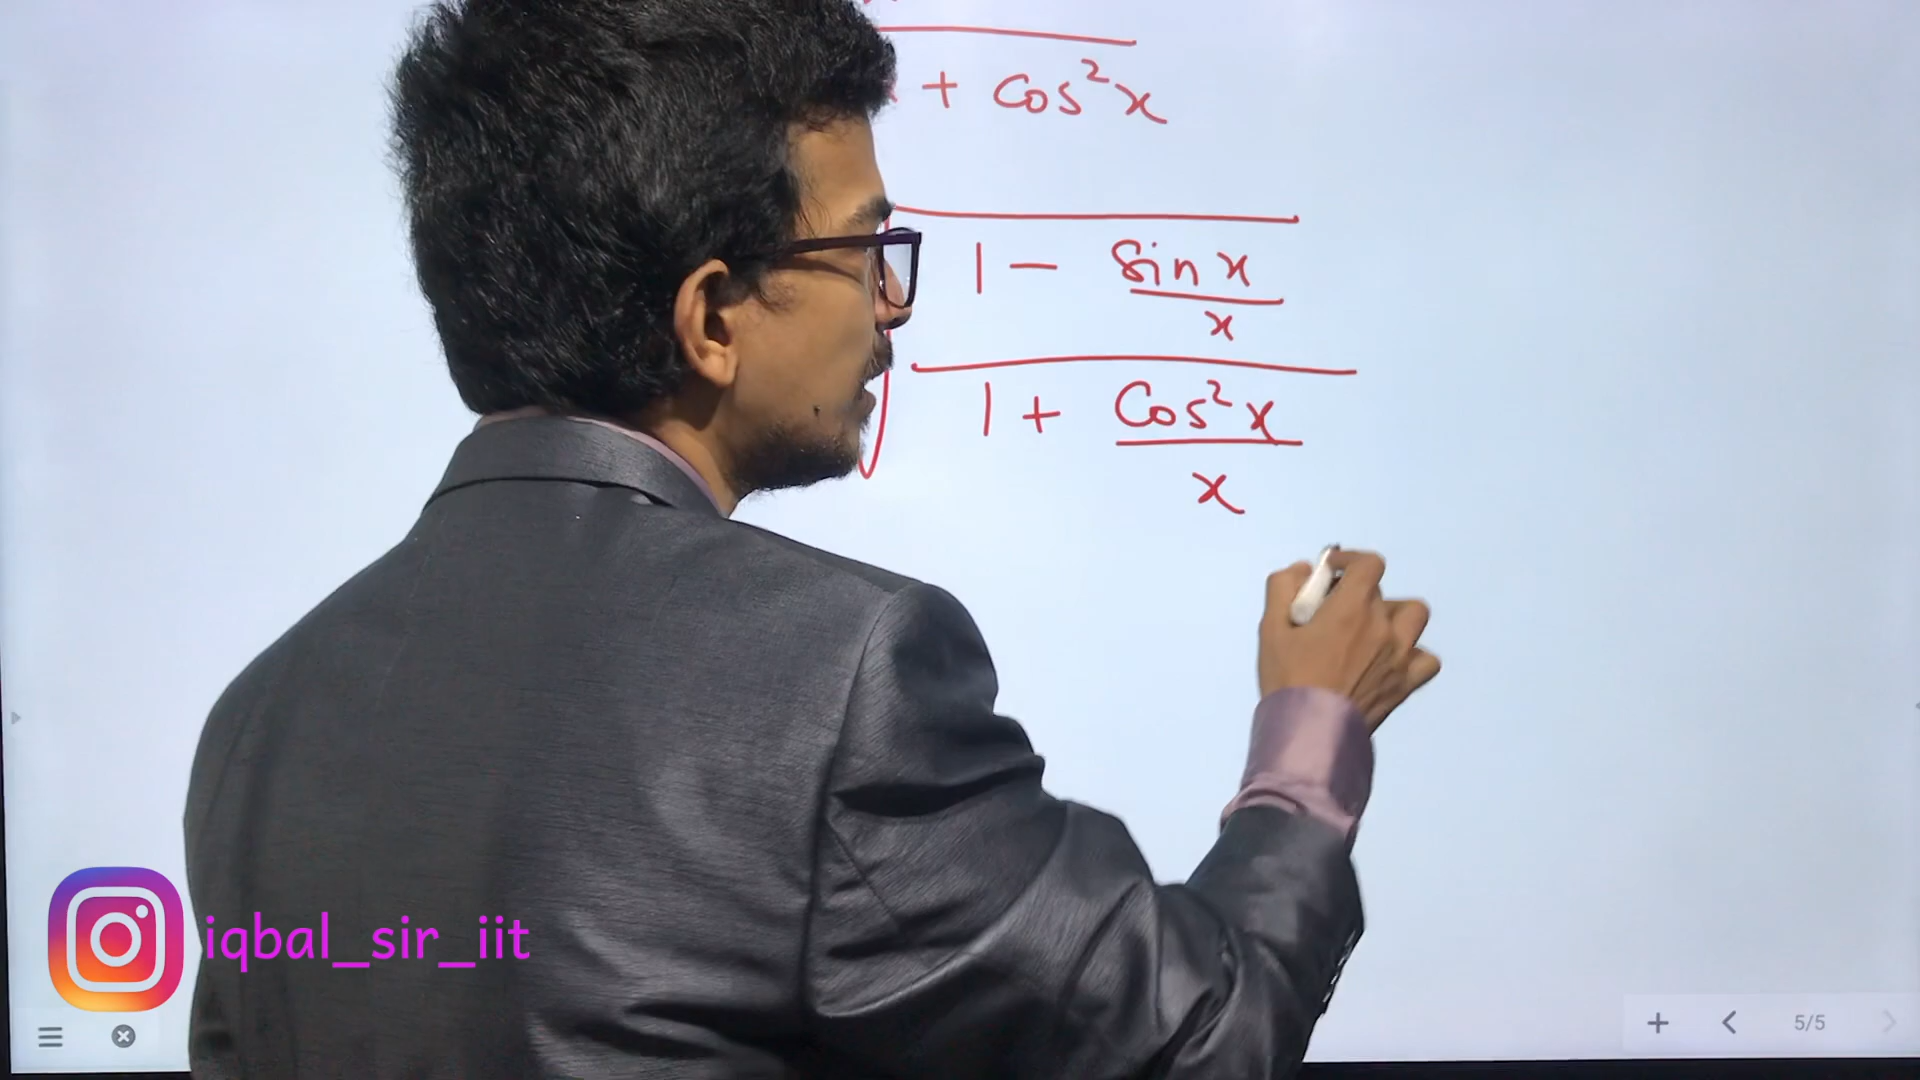 + Cos²x
1 - Sin x
x
1 + Cos²x
x
iqbal_sir_iit
5/5